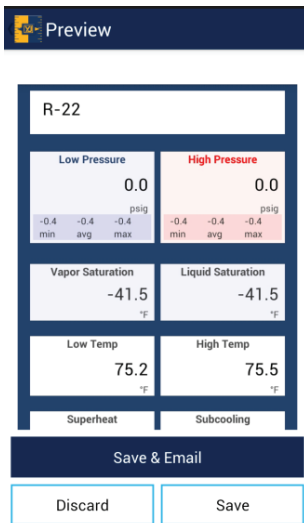 Preview
R-22
Low Pressure High Pressure
0.0 0.0
psig psig
-0.4 -0.4 -0.4 -0.4 -0.4 -0.4
min avg max min avg max
Vapor Saturation Liquid Saturation
-41.5 -41.5
°F °F
Low Temp High Temp
75.2 75.5
°F °F
Superheat Subcooling
Save & Email
Discard Save